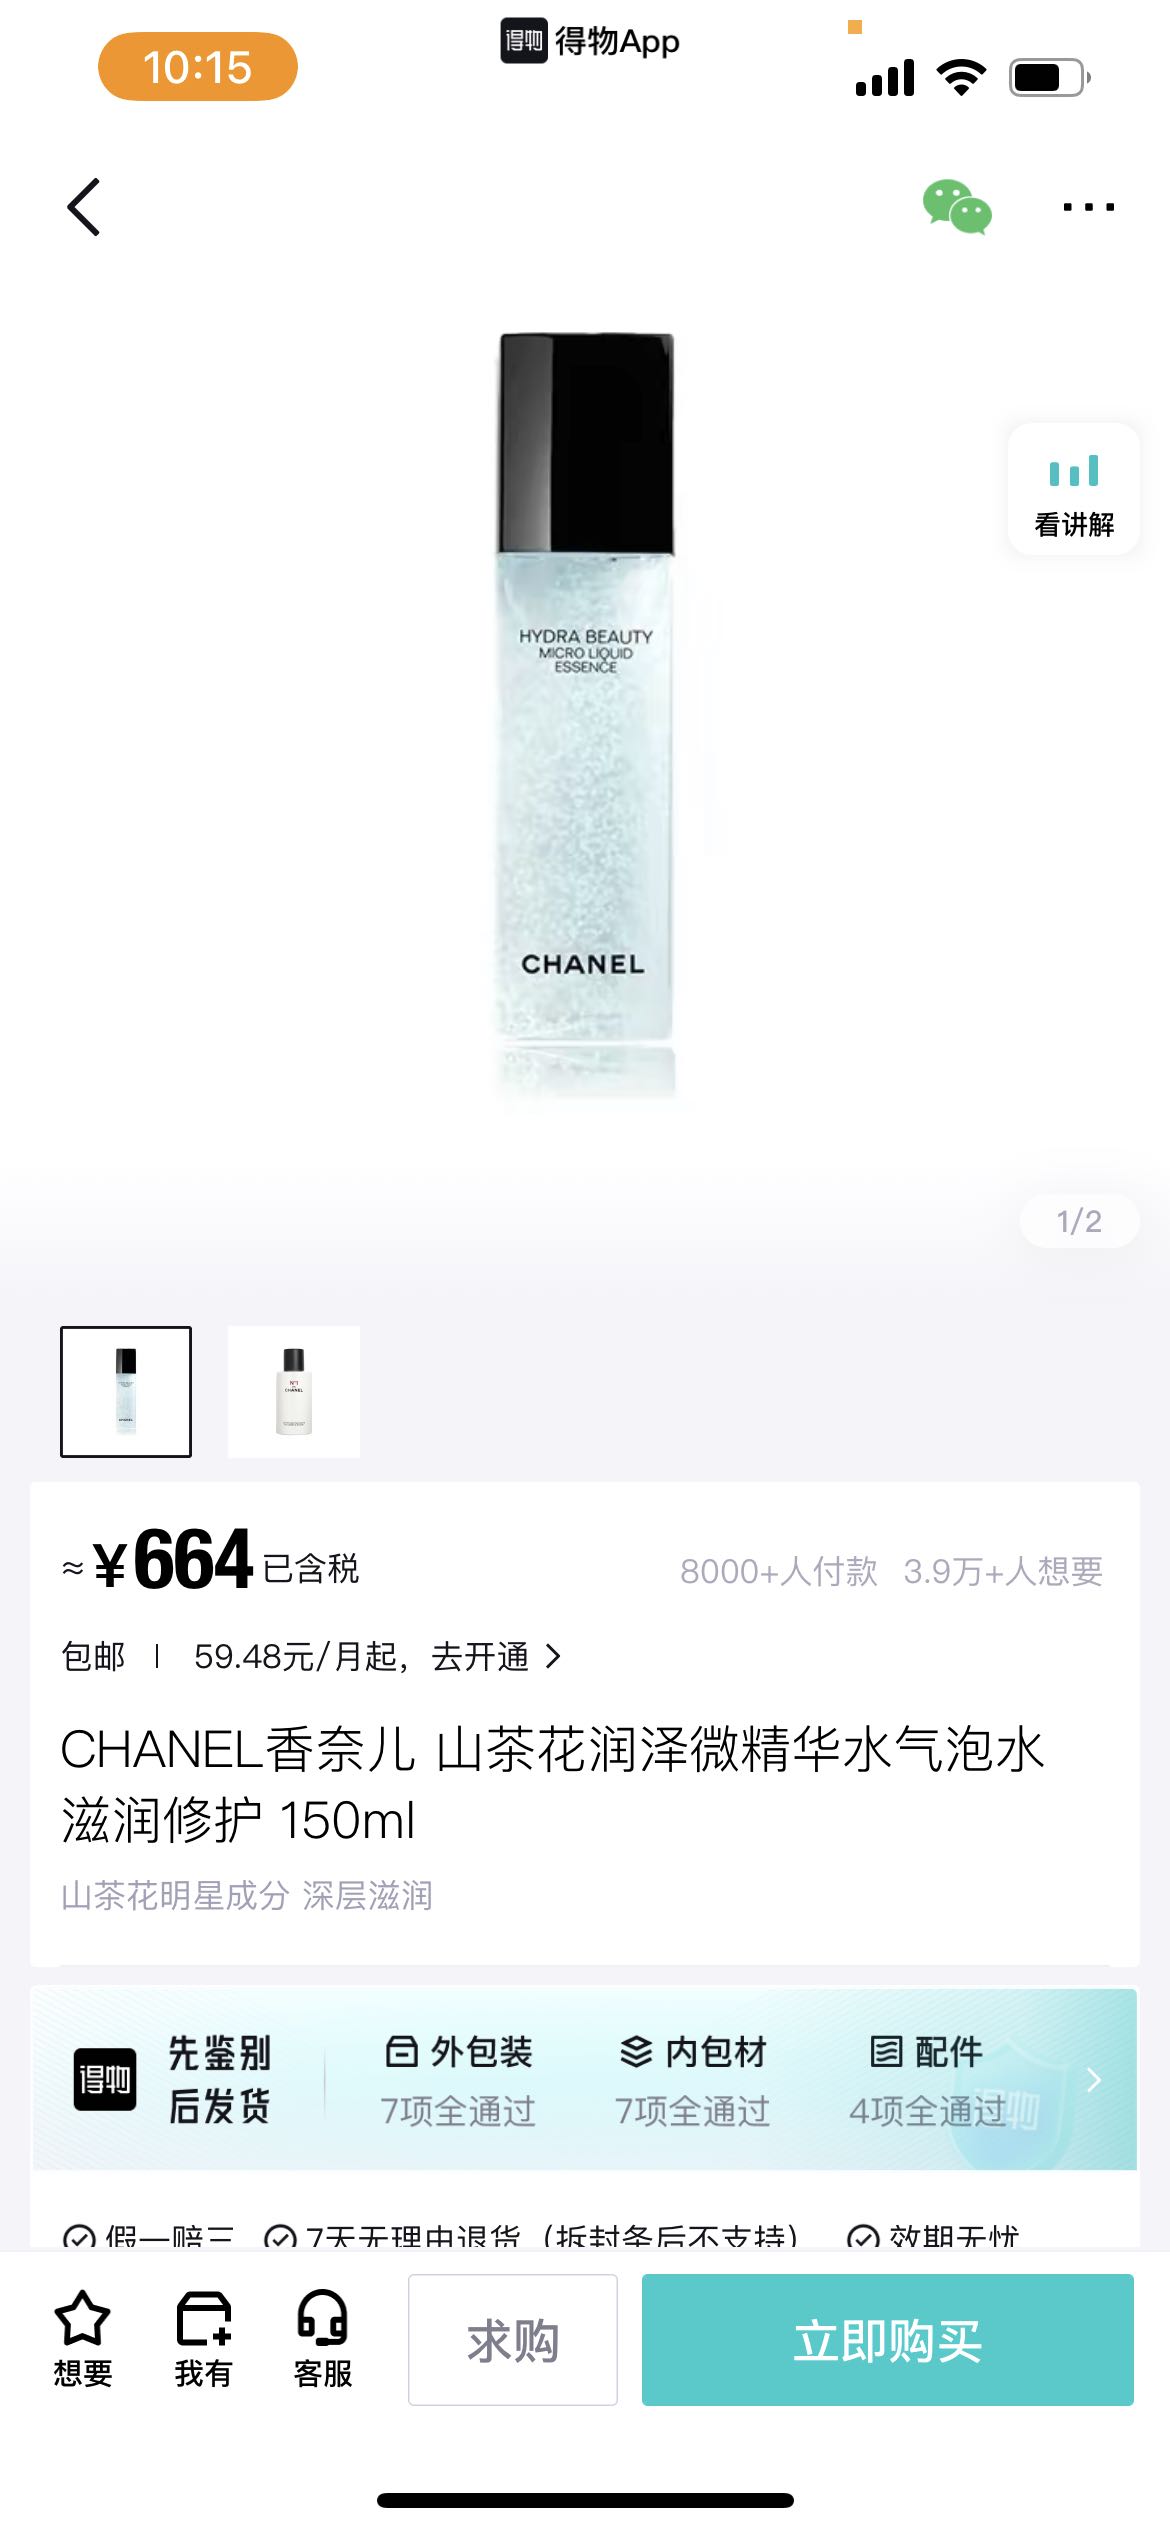 10:15
得物 得物App
看讲解
HYDRA BEAUTY
MICRO LIQUID
ESSENCE
CHANEL
1/2
N°1
CHANEL
≈ ¥664 已含税 8000+人付款 3.9万+人想要
包邮 | 59.48元/月起，去开通 >
CHANEL香奈儿 山茶花润泽微精华水气泡水
滋润修护 150ml
山茶花明星成分 深层滋润
得物 先鉴别 外包装 内包材 配件
后发货 7项全通过 7项全通过 4项全通过
假一赔三 7天无理由退货（拆封条后不支持） 效期无忧
想要 我有 客服 求购 立即购买